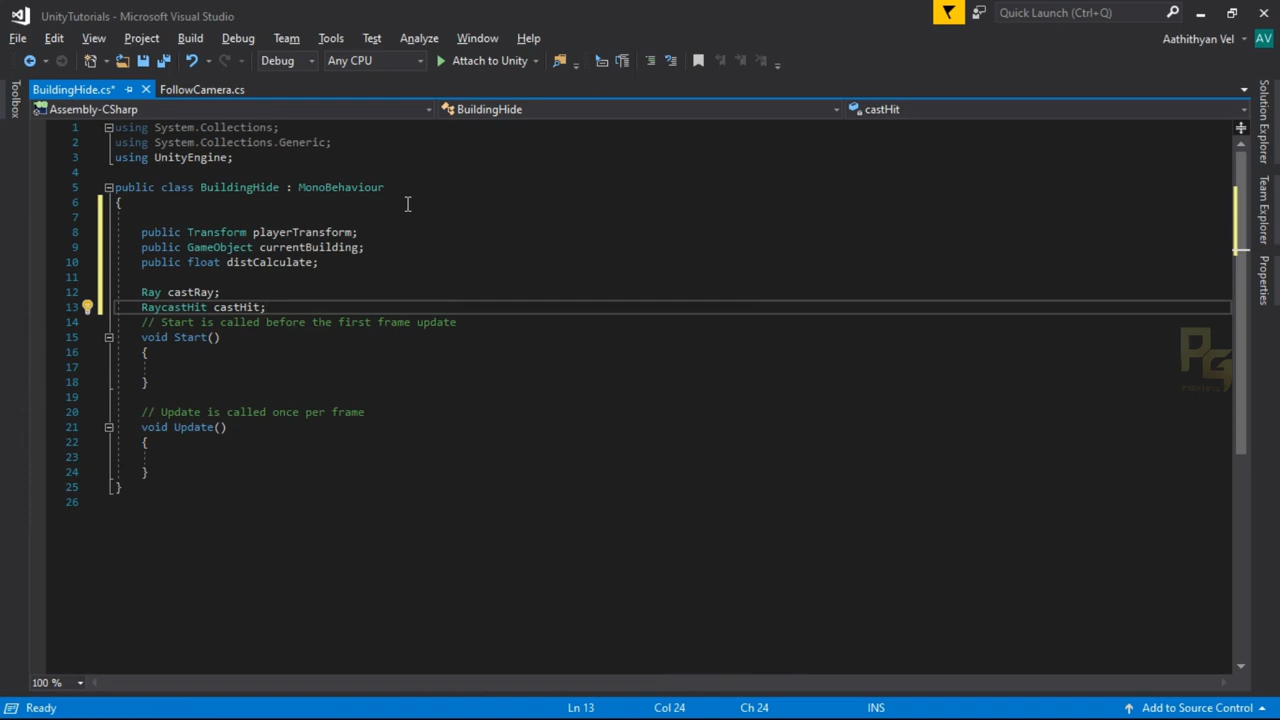 UnityTutorials - Microsoft Visual Studio
Quick Launch (Ctrl+Q)
File Edit View Project Build Debug Team Tools Test Analyze Window Help
Aathithyan Vel AV
Debug Any CPU Attach to Unity
BuildingHide.cs* FollowCamera.cs
Assembly-CSharp BuildingHide castHit
Toolbox
Solution Explorer
Team Explorer
Properties
1 using System.Collections;
2 using System.Collections.Generic;
3 using UnityEngine;
4
5 public class BuildingHide : MonoBehaviour
6 {
7
8 public Transform playerTransform;
9 public GameObject currentBuilding;
10 public float distCalculate;
11
12 Ray castRay;
13 RaycastHit castHit;
14 // Start is called before the first frame update
15 void Start()
16 {
17
18 }
19
20 // Update is called once per frame
21 void Update()
22 {
23
24 }
25 }
26
PG
100 %
Ready Ln 13 Col 24 Ch 24 INS Add to Source Control